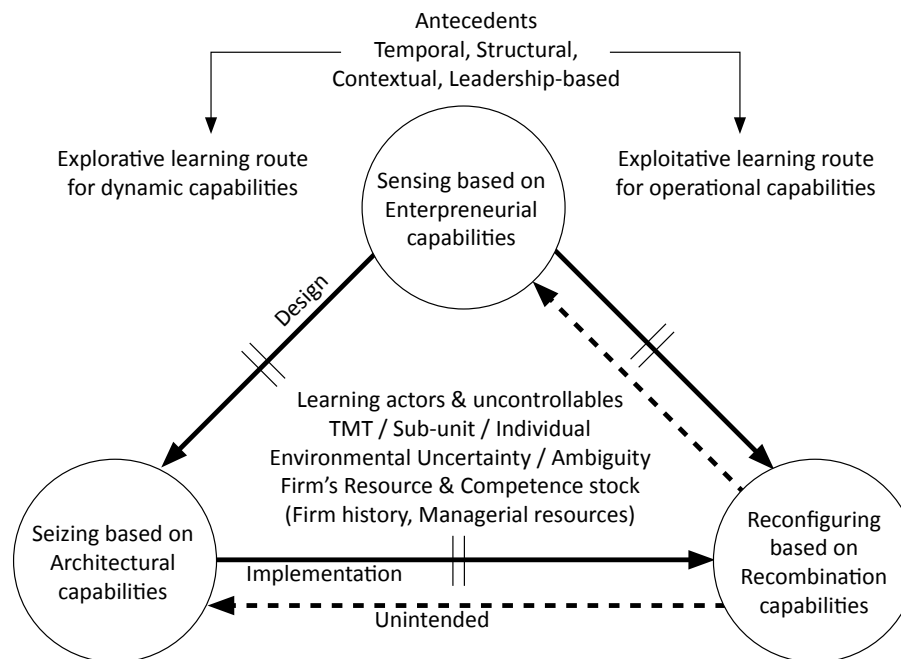 Antecedents
Temporal, Structural,
Contextual, Leadership-based
Explorative learning route
for dynamic capabilities
Exploitative learning route
for operational capabilities
Sensing based on
Enterpreneurial
capabilities
Design
Learning actors & uncontrollables
TMT / Sub-unit / Individual
Environmental Uncertainty / Ambiguity
Firm's Resource & Competence stock
(Firm history, Managerial resources)
Seizing based on
Architectural
capabilities
Reconfiguring
based on
Recombination
capabilities
Implementation
Unintended